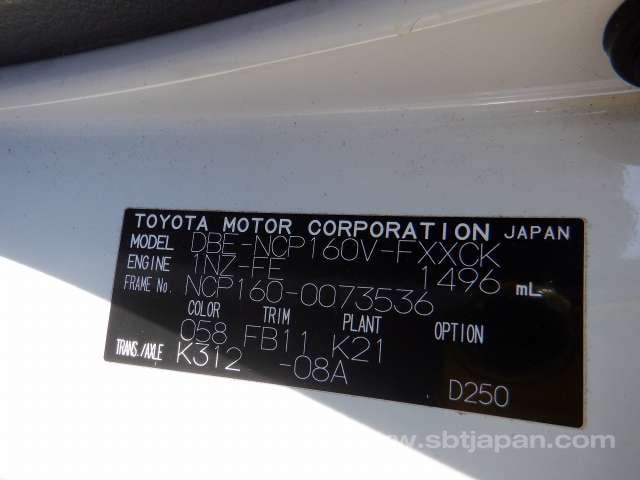 TOYOTA MOTOR CORPORATION JAPAN
MODEL DBE-NCP160V-FXXCK
ENGINE 1NZ-FE 1496 mL
FRAME No. NCP160-0073536
COLOR TRIM PLANT OPTION
058 FB11 K21
TRANS./AXLE K312 -08A
D250
www.sbtjapan.com